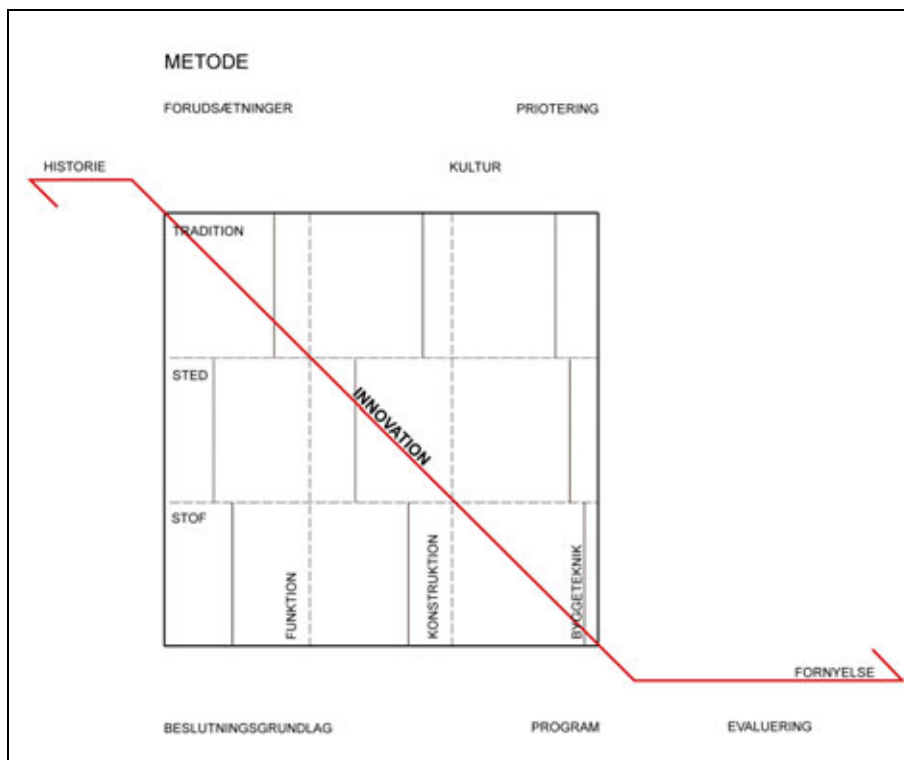 METODE
FORUDSÆTNINGER
PRIOTERING
HISTORIE
KULTUR
TRADITION
STED
INNOVATION
STOF
FUNKTION
KONSTRUKTION
BYGGETEKNIK
FORNYELSE
BESLUTNINGSGRUNDLAG
PROGRAM
EVALUERING